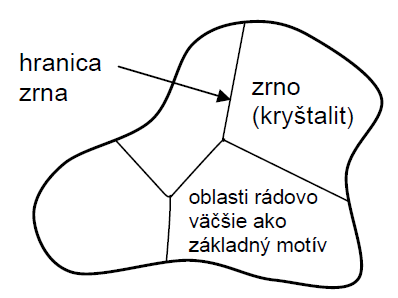 hranica
zrna
zrno
(kryštalit)
oblasti rádovo
väčšie ako
základný motív